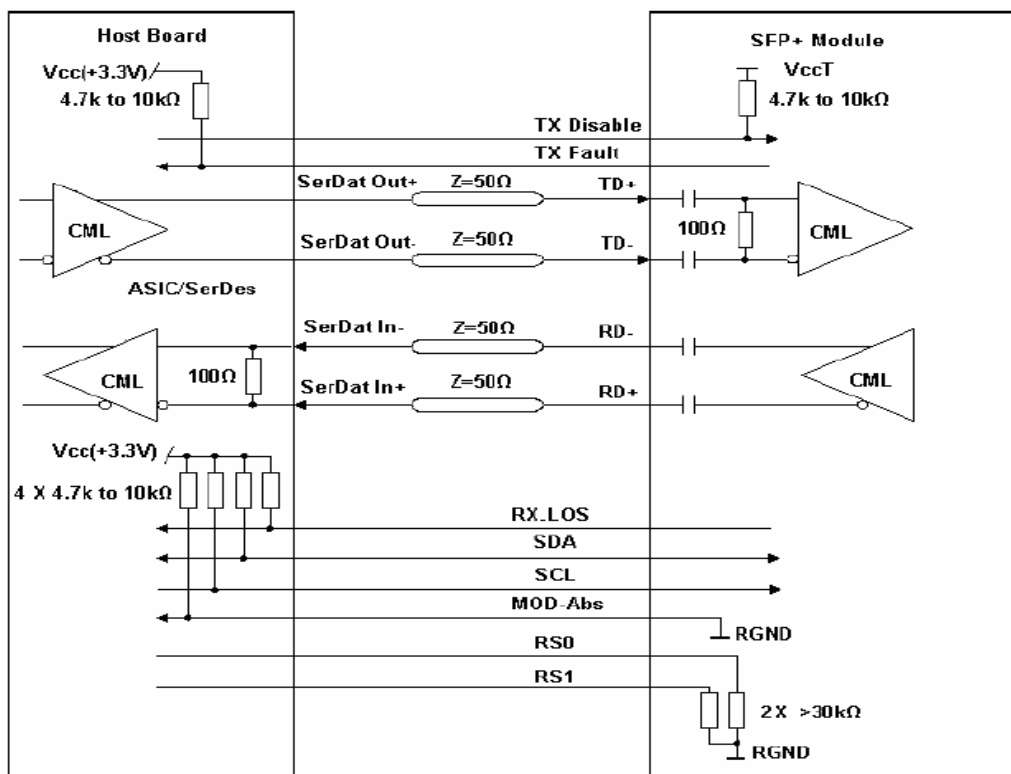 Host Board
SFP+ Module
Vcc(+3.3V)
4.7k to 10kΩ
VccT
4.7k to 10kΩ
TX Disable
TX Fault
SerDat Out+
Z=50Ω
TD+
CML
100Ω
CML
SerDat Out-
Z=50Ω
TD-
ASIC/SerDes
SerDat In-
Z=50Ω
RD-
CML
100Ω
CML
SerDat In+
Z=50Ω
RD+
Vcc(+3.3V)
4 X 4.7k to 10kΩ
RX_LOS
SDA
SCL
MOD-Abs
RGND
RS0
RS1
2X >30kΩ
RGND